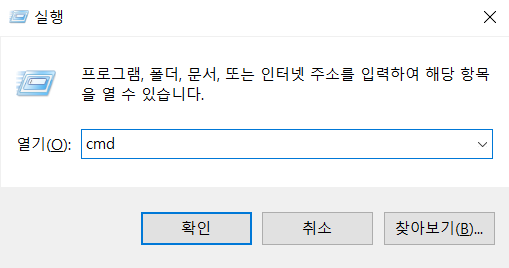 실행
프로그램, 폴더, 문서, 또는 인터넷 주소를 입력하여 해당 항목
을 열 수 있습니다.
열기(O): cmd
확인 취소 찾아보기(B)...